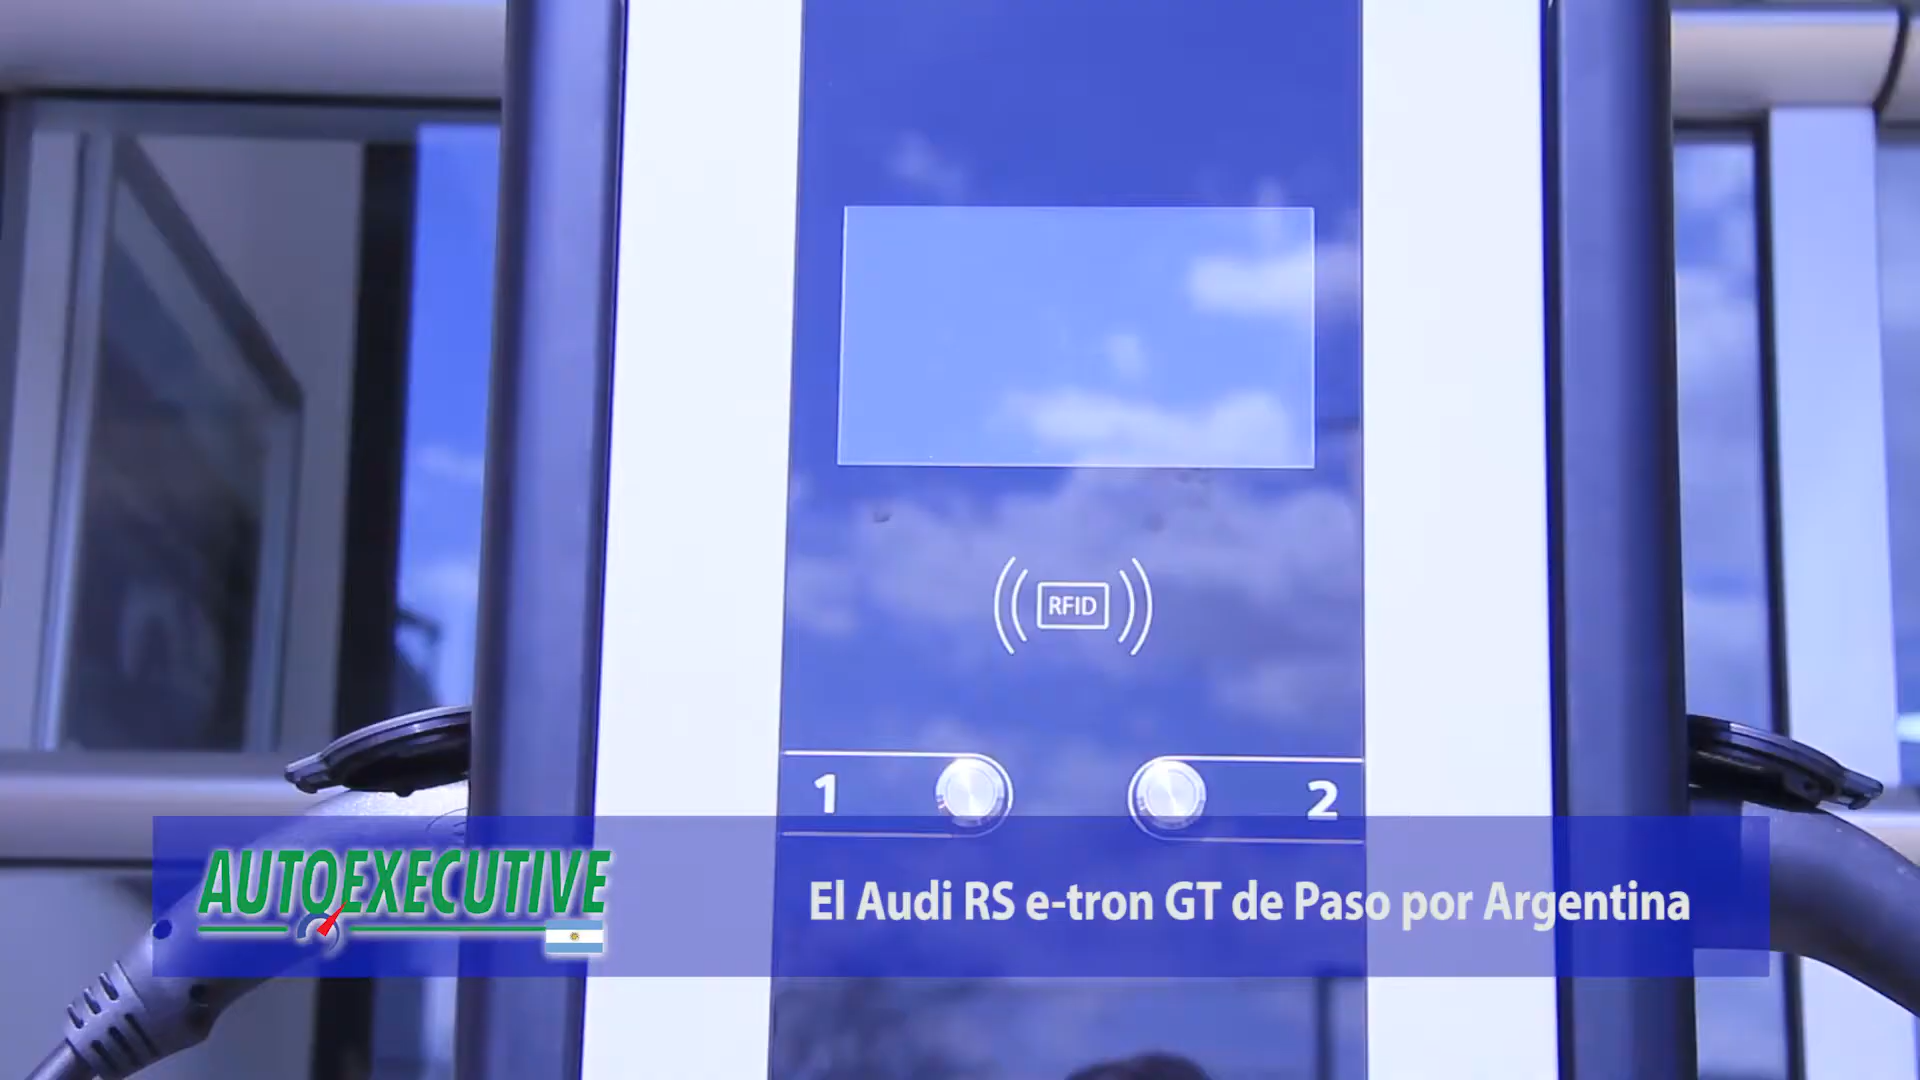 RFID
1
2
AUTOEXECUTIVE
El Audi RS e-tron GT de Paso por Argentina